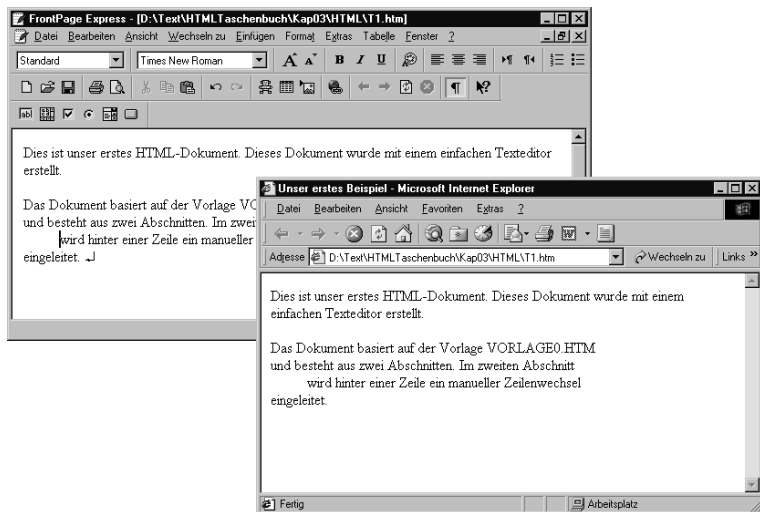 FrontPage Express - [D:\Text\HTMLTaschenbuch\Kap03\HTML\T1.htm]
Datei Bearbeiten Ansicht Wechseln zu Einfügen Format Extras Tabelle Fenster ?
Standard Times New Roman A A B I U
Dies ist unser erstes HTML-Dokument. Dieses Dokument wurde mit einem einfachen Texteditor
erstellt.
Das Dokument basiert auf der Vorlage
und besteht aus zwei Abschnitten. Im
wird hinter einer Zeile ein manueller
eingeleitet.
Unser erstes Beispiel - Microsoft Internet Explorer
Datei Bearbeiten Ansicht Favoriten Extras ?
Adresse D:\Text\HTMLTaschenbuch\Kap03\HTML\T1.htm Wechseln zu Links »
Dies ist unser erstes HTML-Dokument. Dieses Dokument wurde mit einem
einfachen Texteditor erstellt.
Das Dokument basiert auf der Vorlage VORLAGE0.HTM
und besteht aus zwei Abschnitten. Im zweiten Abschnitt
wird hinter einer Zeile ein manueller Zeilenwechsel
eingeleitet.
Fertig Arbeitsplatz